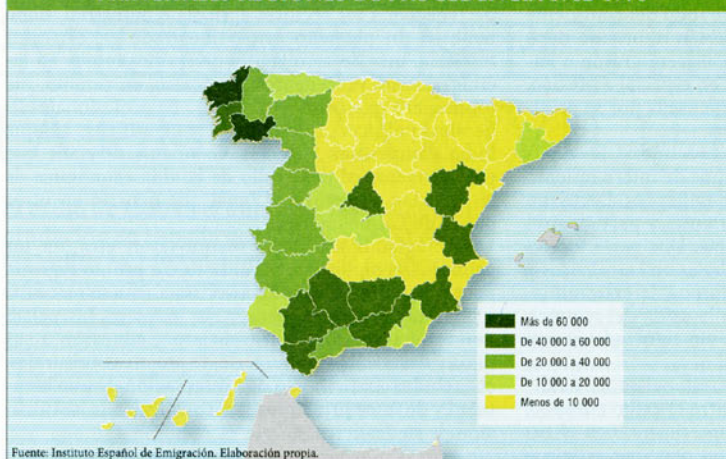 Más de 60 000
De 40 000 a 60 000
De 20 000 a 40 000
De 10 000 a 20 000
Menos de 10 000
Fuente: Instituto Español de Emigración. Elaboración propia.